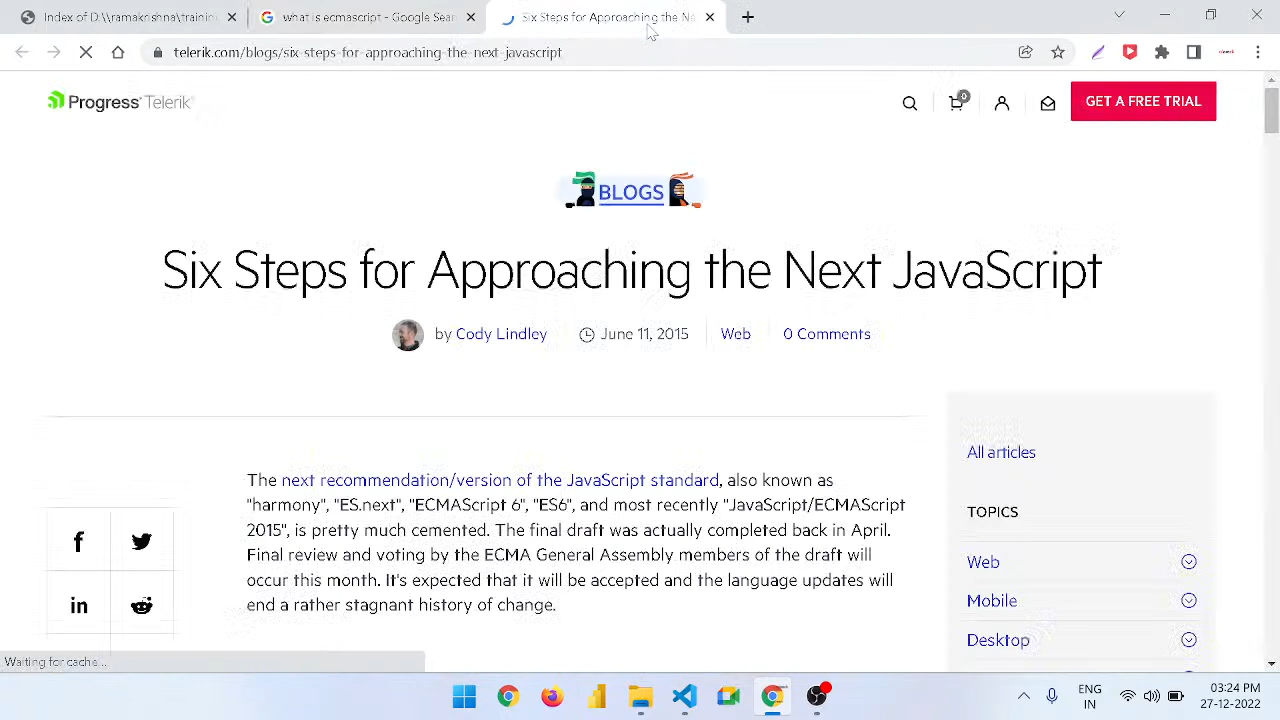 Index of D:\yamak\share\trainin
what is ecmascript - Google Sear
Six Steps for Approaching the Ne
telerik.com/blogs/six-steps-for-approaching-the-next-javascript
Progress Telerik
0
GET A FREE TRIAL
BLOGS
Six Steps for Approaching the Next JavaScript
by Cody Lindley
June 11, 2015
Web
0 Comments
The next recommendation/version of the JavaScript standard, also known as
"harmony", "ES.next", "ECMAScript 6", "ES6", and most recently "JavaScript/ECMAScript
2015", is pretty much cemented. The final draft was actually completed back in April.
Final review and voting by the ECMA General Assembly members of the draft will
occur this month. It's expected that it will be accepted and the language updates will
end a rather stagnant history of change.
All articles
TOPICS
Web
Mobile
Desktop
Waiting for cache...
ENG
IN
03:24 PM
27-12-2022